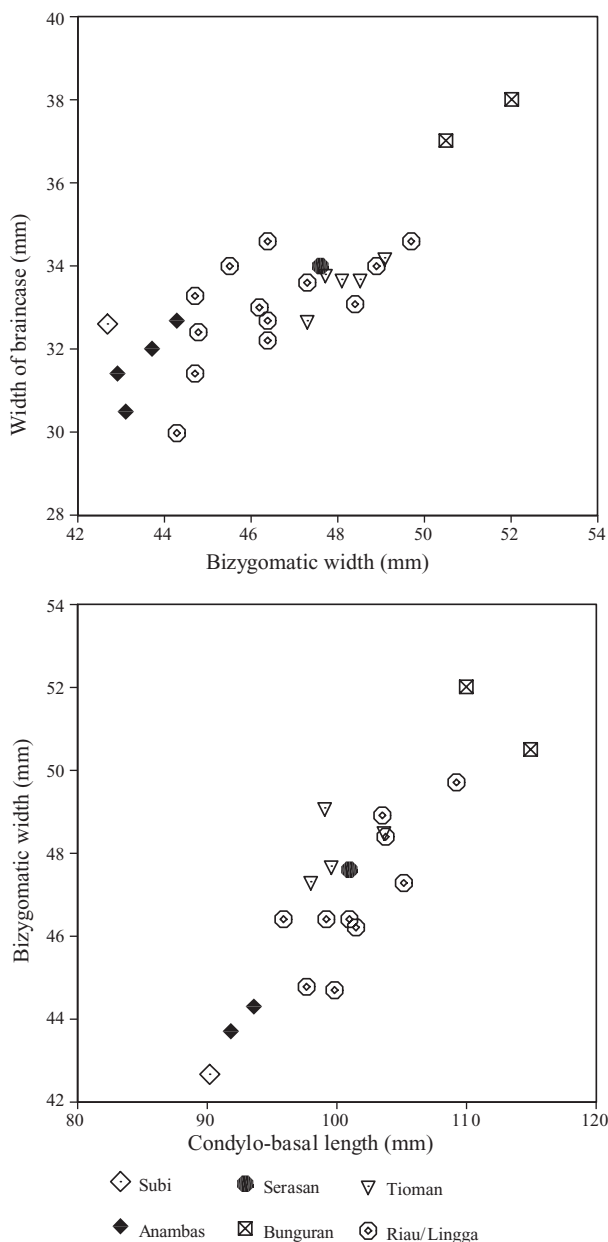 40
38
36
34
32
30
28
42 44 46 48 50 52 54
Width of braincase (mm)
Bizygomatic width (mm)
54
52
50
48
46
44
42
80 90 100 110 120
Bizygomatic width (mm)
Condylo-basal length (mm)
Subi Serasan Tioman
Anambas Bunguran Riau/Lingga